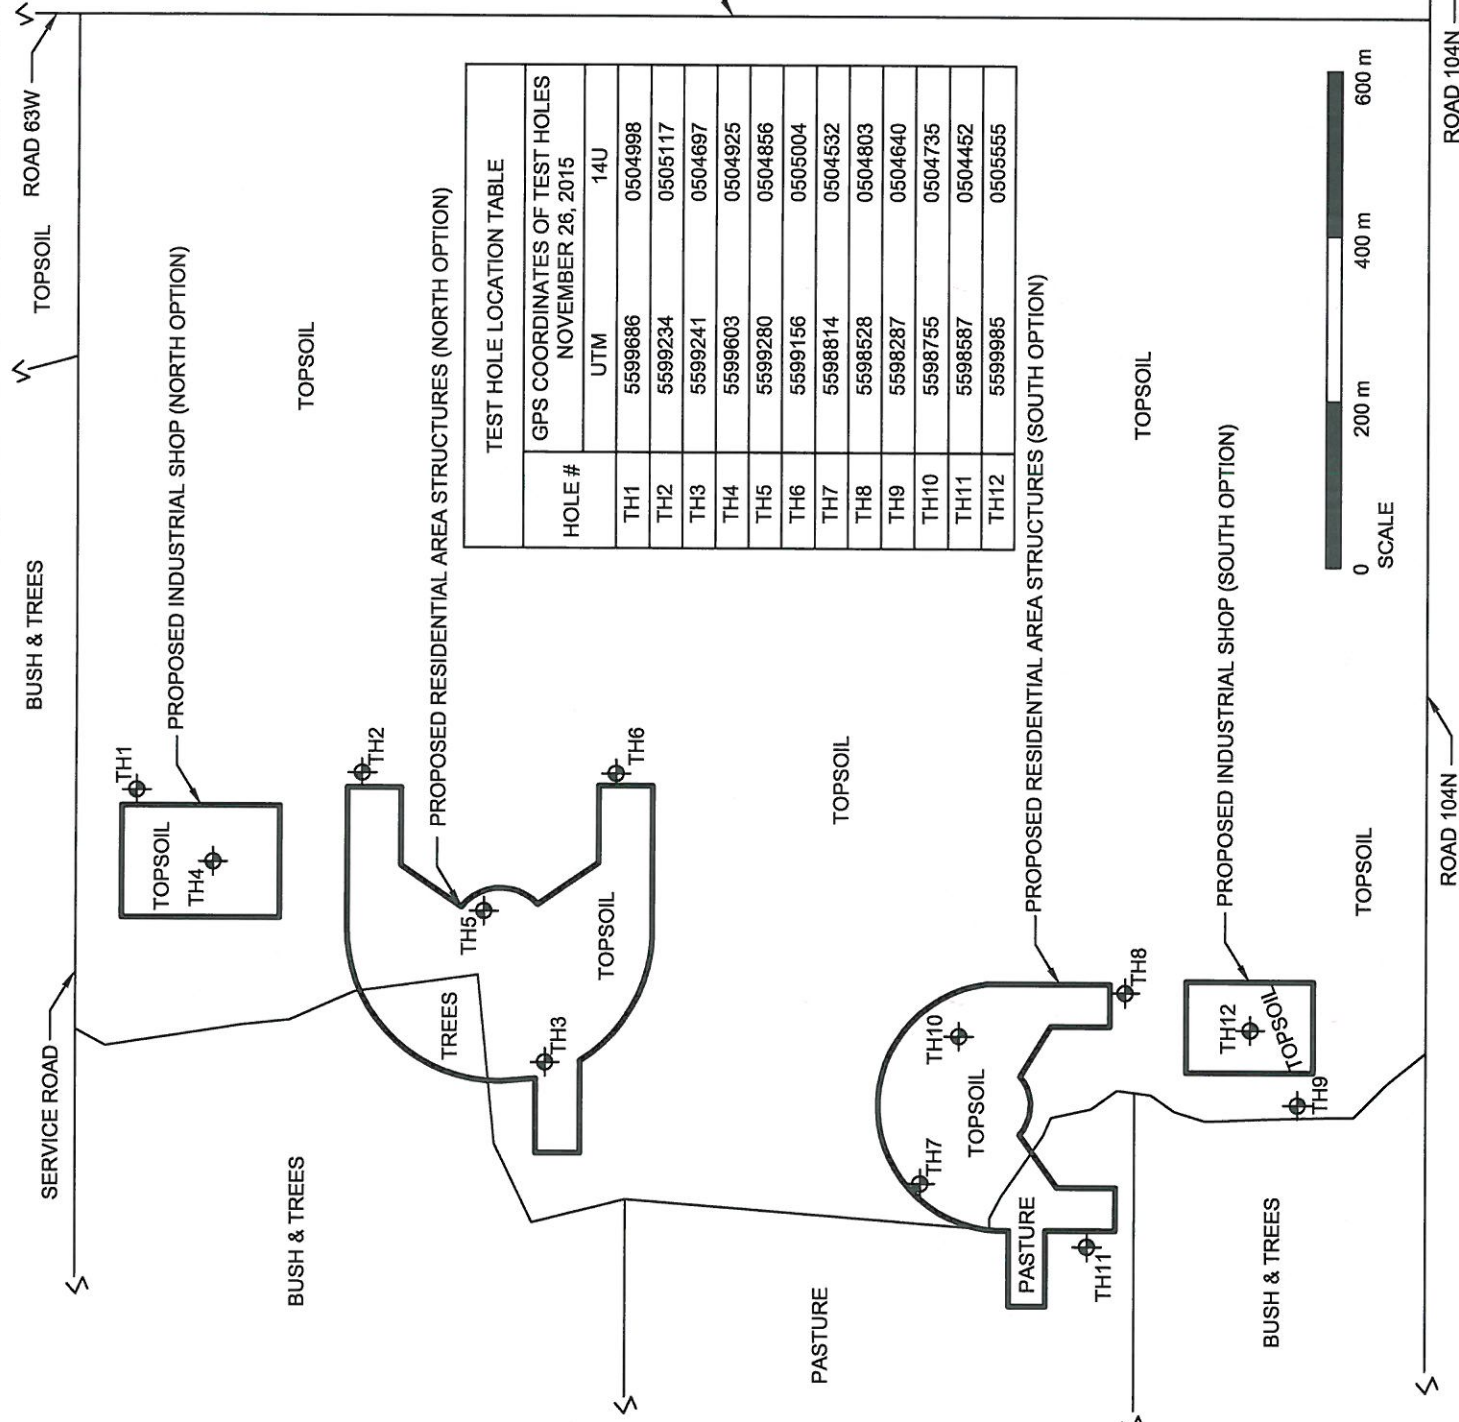 ROAD 63W
TOPSOIL
BUSH & TREES
SERVICE ROAD
TH1
PROPOSED INDUSTRIAL SHOP (NORTH OPTION)
TOPSOIL
TH4
TOPSOIL
TH2
PROPOSED RESIDENTIAL AREA STRUCTURES (NORTH OPTION)
TREES
TH5
TH3
TOPSOIL
TH6
BUSH & TREES
TEST HOLE LOCATION TABLE
HOLE # GPS COORDINATES OF TEST HOLES
NOVEMBER 26, 2015
UTM 14U
TH1 5599686 0504998
TH2 5599234 0505117
TH3 5599241 0504697
TH4 5599603 0504925
TH5 5599280 0504856
TH6 5599156 0505004
TH7 5598814 0504532
TH8 5598528 0504803
TH9 5598287 0504640
TH10 5598755 0504735
TH11 5598587 0504452
TH12 5599985 0505555
TOPSOIL
PASTURE
TH7
TH10
TOPSOIL
PROPOSED RESIDENTIAL AREA STRUCTURES (SOUTH OPTION)
PASTURE
TH11
TH8
TOPSOIL
TH12
TOPSOIL
PROPOSED INDUSTRIAL SHOP (SOUTH OPTION)
TH9
BUSH & TREES
TOPSOIL
0 200 m 400 m 600 m
SCALE
ROAD 104N
ROAD 104N